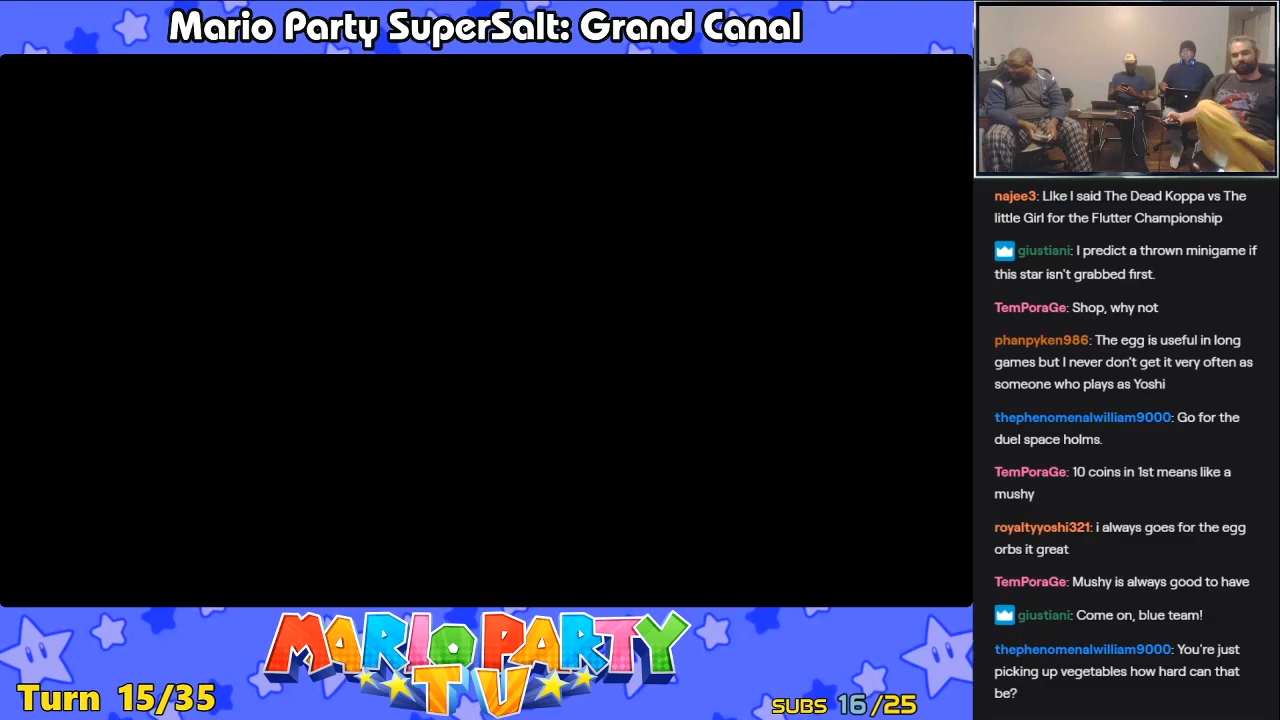 Mario Party SuperSalt: Grand Canal
najee3: LIke I said The Dead Koppa vs The
little Girl for the Flutter Championship
giustiani: I predict a thrown minigame if
this star isn't grabbed first.
TemPoraGe: Shop, why not
phanpyken986: The egg is useful in long
games but I never don't get it very often as
someone who plays as Yoshi
thephenomenalwilliam9000: Go for the
duel space holms.
TemPoraGe: 10 coins in 1st means like a
mushy
royaltyyoshi321: i always goes for the egg
orbs it great
TemPoraGe: Mushy is always good to have
giustiani: Come on, blue team!
thephenomenalwilliam9000: You're just
picking up vegetables how hard can that
be?
MARIO PARTY
TV
Turn 15/35
SUBS 16/25